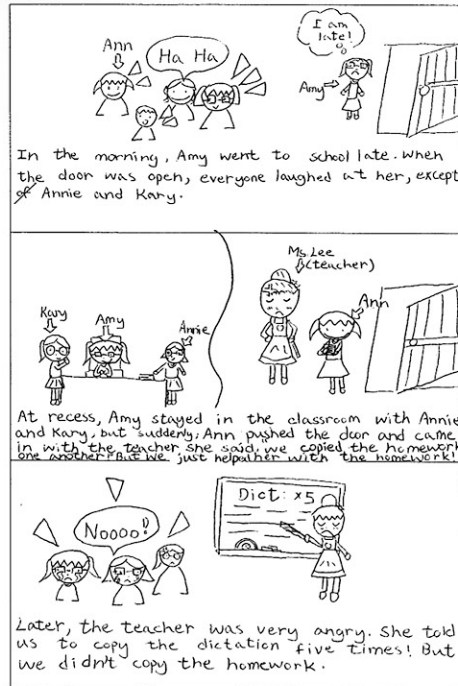 Ann
Ha Ha
I am
late!
Amy
In the morning, Amy went to school late. When
the door was open, everyone laughed at her, except
of Annie and Kary.
Kary
Amy
Annie
Ms Lee
(teacher)
Ann
At recess, Amy stayed in the classroom with Annie
and Kary, but suddenly, Ann pushed the door and came
in with the teacher she said, we copied the homework
one another! But we just help her with the homework!
Noooo!
Dict: x5
Later, the teacher was very angry. She told
us to copy the dictation five times! But
we didn't copy the homework.